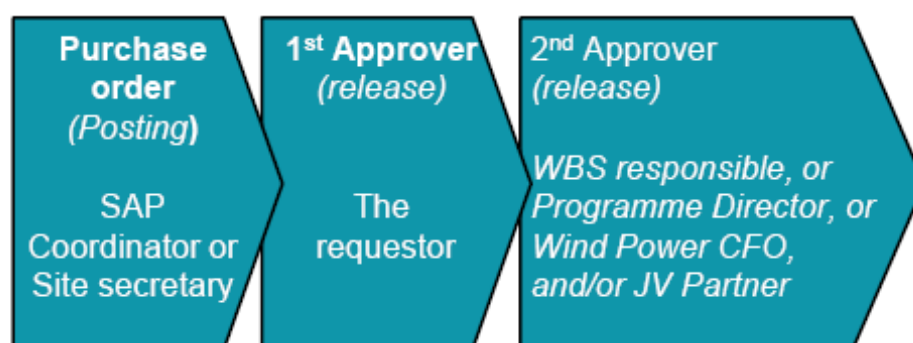 Purchase
order
(Posting)
SAP
Coordinator or
Site secretary
1st Approver
(release)
The
requestor
2nd Approver
(release)
WBS responsible, or
Programme Director, or
Wind Power CFO,
and/or JV Partner